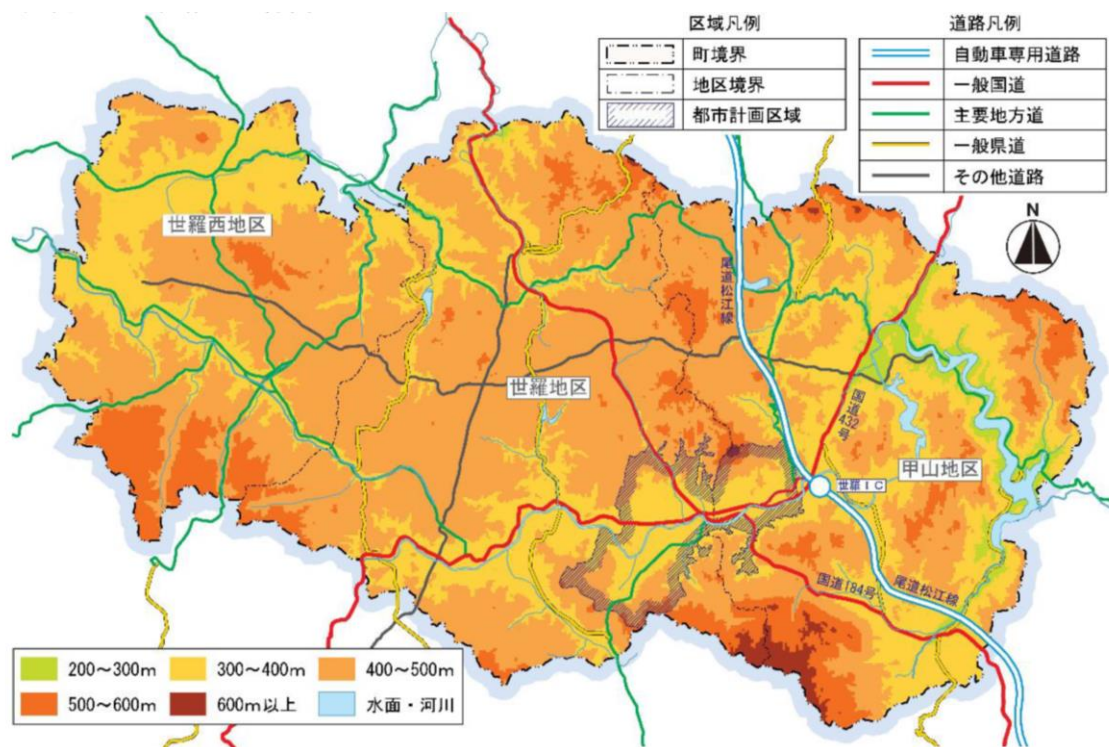 区域凡例
町境界
地区境界
都市計画区域
道路凡例
自動車専用道路
一般国道
主要地方道
一般県道
その他道路
N
世羅西地区
世羅地区
甲山地区
尾道松江線
国道432号
世羅IC
国道184号
尾道松江線
200～300m
300～400m
400～500m
500～600m
600m以上
水面・河川